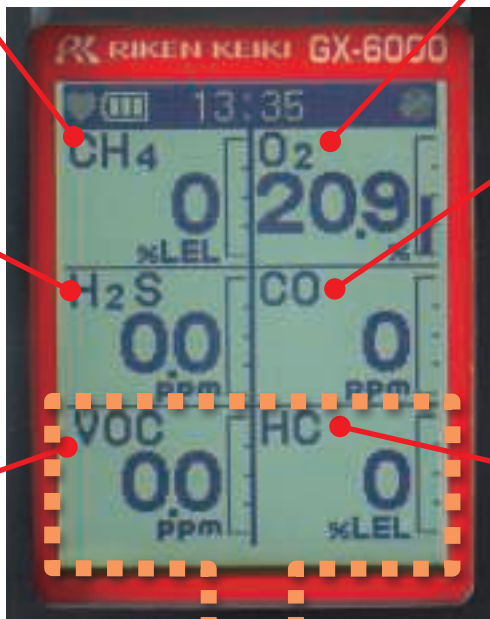 RK RIKEN KEIKI GX-6000
13:35
CH4 O2
0 20.9
%LEL %
H2S CO
0.0 0
ppm ppm
VOC HC
0.0 0
ppm %LEL